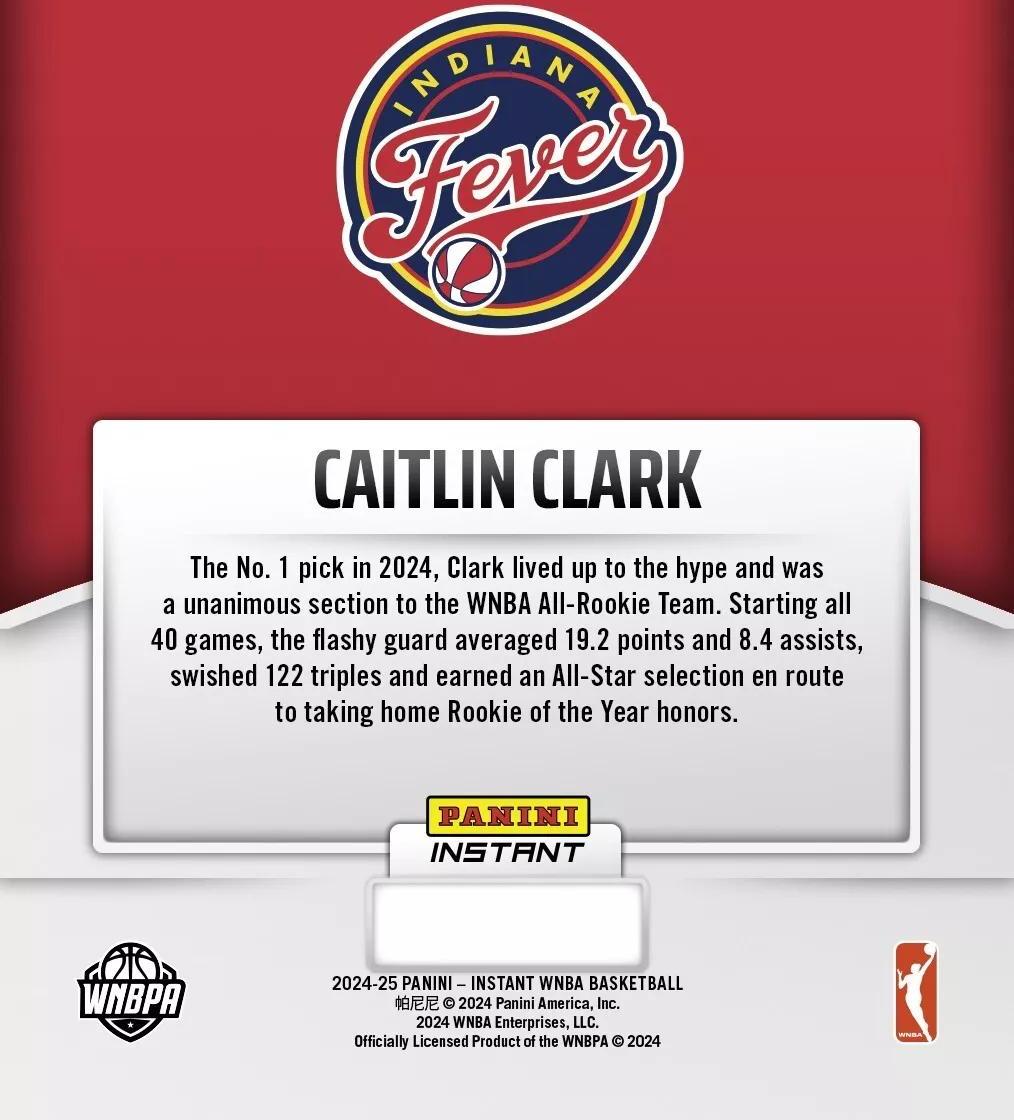 INDIANA
Fever
CAITLIN CLARK
The No. 1 pick in 2024, Clark lived up to the hype and was
a unanimous section to the WNBA All-Rookie Team. Starting all
40 games, the flashy guard averaged 19.2 points and 8.4 assists,
swished 122 triples and earned an All-Star selection en route
to taking home Rookie of the Year honors.
PANINI
INSTANT
WNBPA
WNBA
2024-25 PANINI – INSTANT WNBA BASKETBALL
帕尼尼 © 2024 Panini America, Inc.
2024 WNBA Enterprises, LLC.
Officially Licensed Product of the WNBPA © 2024